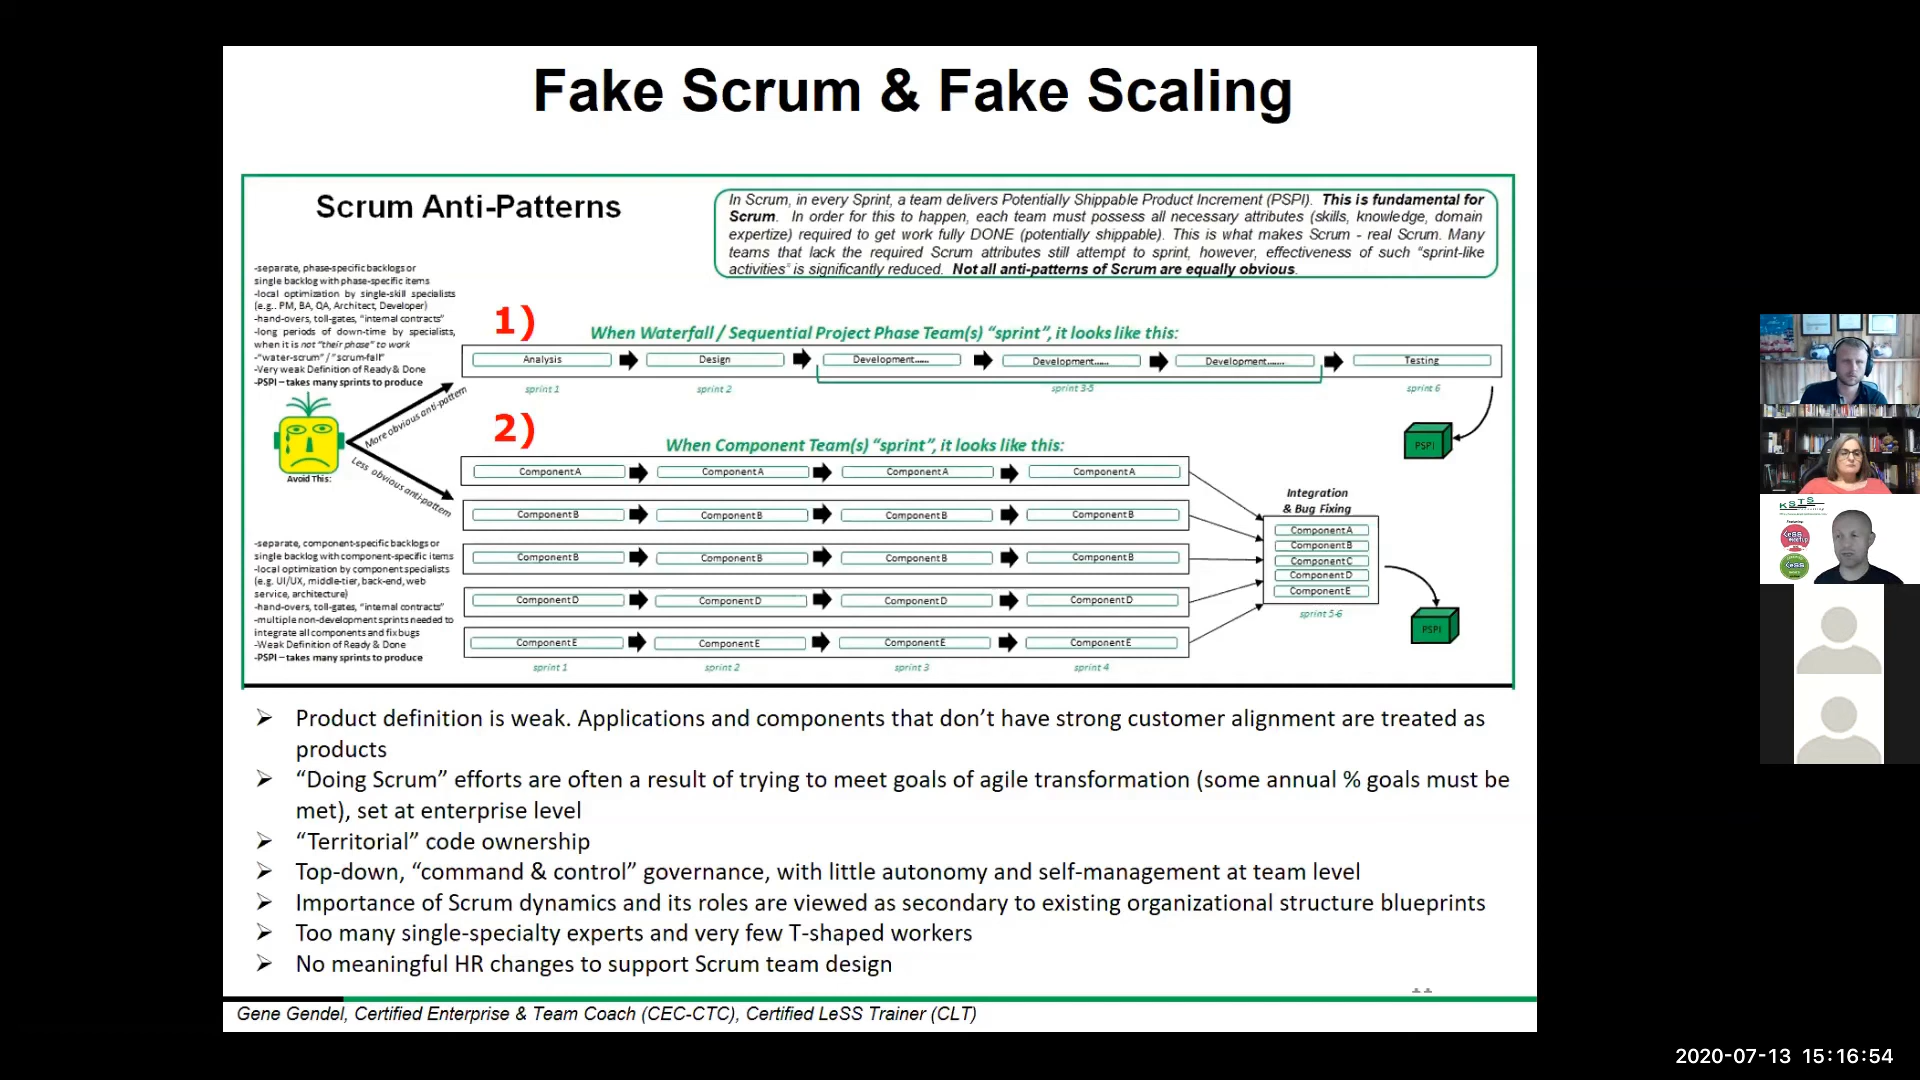 Fake Scrum & Fake Scaling
Scrum Anti-Patterns
In Scrum, in every Sprint, a team delivers Potentially Shippable Product Increment (PSPI). This is fundamental for
Scrum. In order for this to happen, each team must possess all necessary attributes (skills, knowledge, domain
expertize) required to get work fully DONE (potentially shippable). This is what makes Scrum - real Scrum. Many
teams that lack the required Scrum attributes still attempt to sprint, however, effectiveness of such "sprint-like
activities" is significantly reduced. Not all anti-patterns of Scrum are equally obvious.
-separate, phase-specific backlogs or
single backlog with phase-specific items
-local optimization by single-skill specialists
(e.g.. PM, BA, QA, Architect, Developer)
-hand-overs, toll-gates, "internal contracts"
-long periods of down-time by specialists,
when it is not "their phase" to work
-"water-scrum" / "scrum-fall"
-Very weak Definition of Ready & Done
-PSPI – takes many sprints to produce
1)
When Waterfall / Sequential Project Phase Team(s) "sprint", it looks like this:
Analysis
Design
Development......
Development......
Development.......
Testing
sprint 1
sprint 2
sprint 3-5
sprint 6
PSPI
More obvious anti-pattern
Less obvious anti-pattern
Avoid This:
2)
When Component Team(s) "sprint", it looks like this:
Component A
Component A
Component A
Component A
Component B
Component B
Component B
Component B
Component B
Component B
Component B
Component B
Component D
Component D
Component D
Component D
Component E
Component E
Component E
Component E
sprint 1
sprint 2
sprint 3
sprint 4
Integration
& Bug Fixing
Component A
Component B
Component C
Component D
Component E
sprint 5-6
PSPI
-separate, component-specific backlogs or
single backlog with component-specific items
-local optimization by component specialists
(e.g. UI/UX, middle-tier, back-end, web
service, architecture)
-hand-overs, toll-gates, "internal contracts"
-multiple non-development sprints needed to
integrate all components and fix bugs
-Weak Definition of Ready & Done
-PSPI – takes many sprints to produce
➢ Product definition is weak. Applications and components that don't have strong customer alignment are treated as
products
➢ "Doing Scrum" efforts are often a result of trying to meet goals of agile transformation (some annual % goals must be
met), set at enterprise level
➢ "Territorial" code ownership
➢ Top-down, "command & control" governance, with little autonomy and self-management at team level
➢ Importance of Scrum dynamics and its roles are viewed as secondary to existing organizational structure blueprints
➢ Too many single-specialty experts and very few T-shaped workers
➢ No meaningful HR changes to support Scrum team design
Gene Gendel, Certified Enterprise & Team Coach (CEC-CTC), Certified LeSS Trainer (CLT)
KSTS
LeSS
2020-07-13 15:16:54